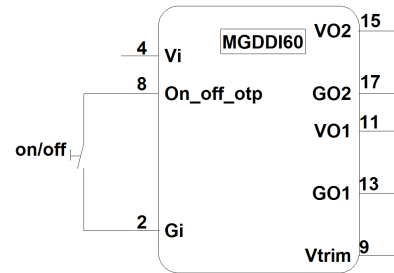 15
VO2
MGDDI60
4
Vi
8
On_off_otp
17
GO2
11
VO1
on/off
13
GO1
2
Gi
Vtrim
9